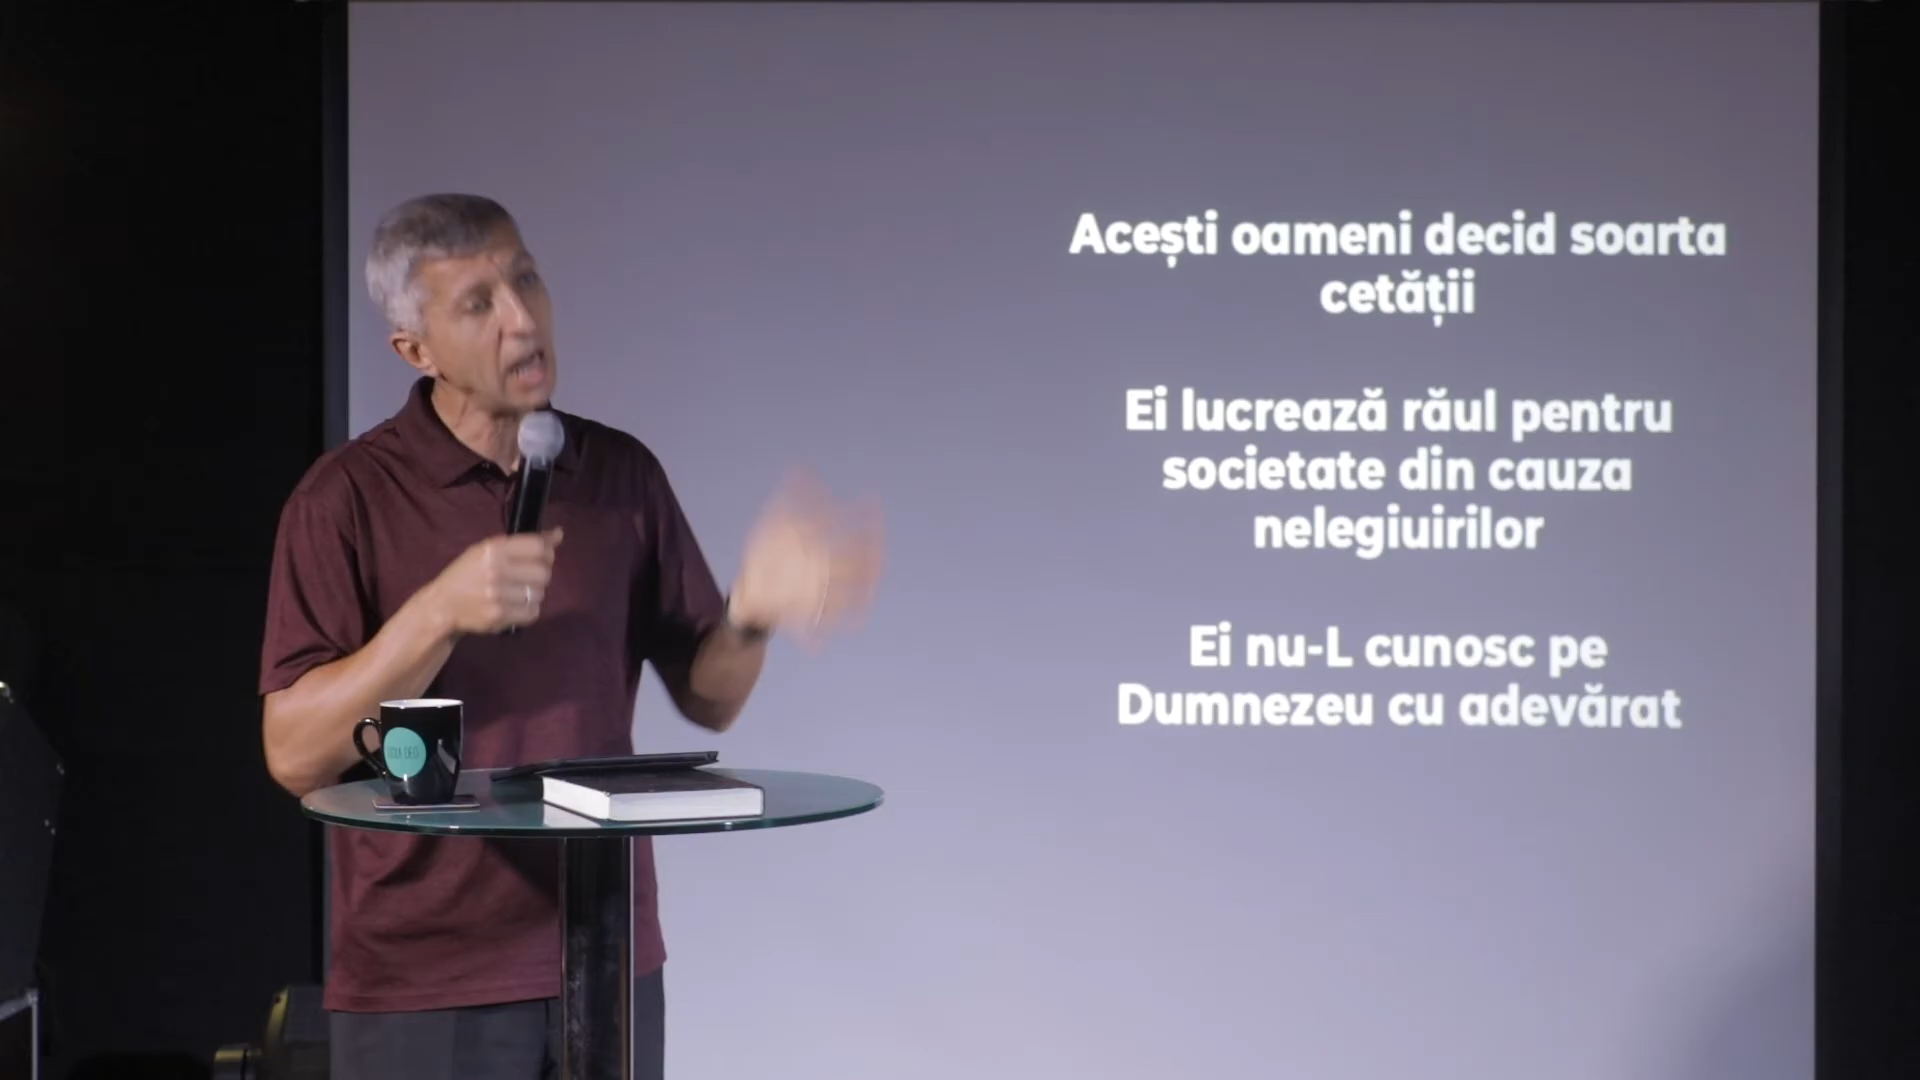 Acești oameni decid soarta
cetății
Ei lucrează răul pentru
societate din cauza
nelegiuirilor
Ei nu-L cunosc pe
Dumnezeu cu adevărat